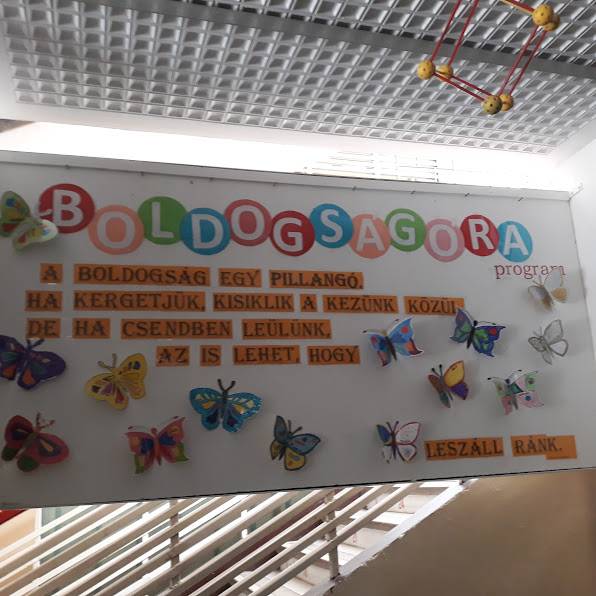 BOLDOGSÁGÓRA
program
A BOLDOGSÁG EGY PILLANGÓ,
HA KERGETJÜK, KISIKLIK A KEZÜNK KÖZÜL,
DE HA CSENDBEN LEÜLÜNK,
AZ IS LEHET, HOGY
LESZÁLL RÁNK.